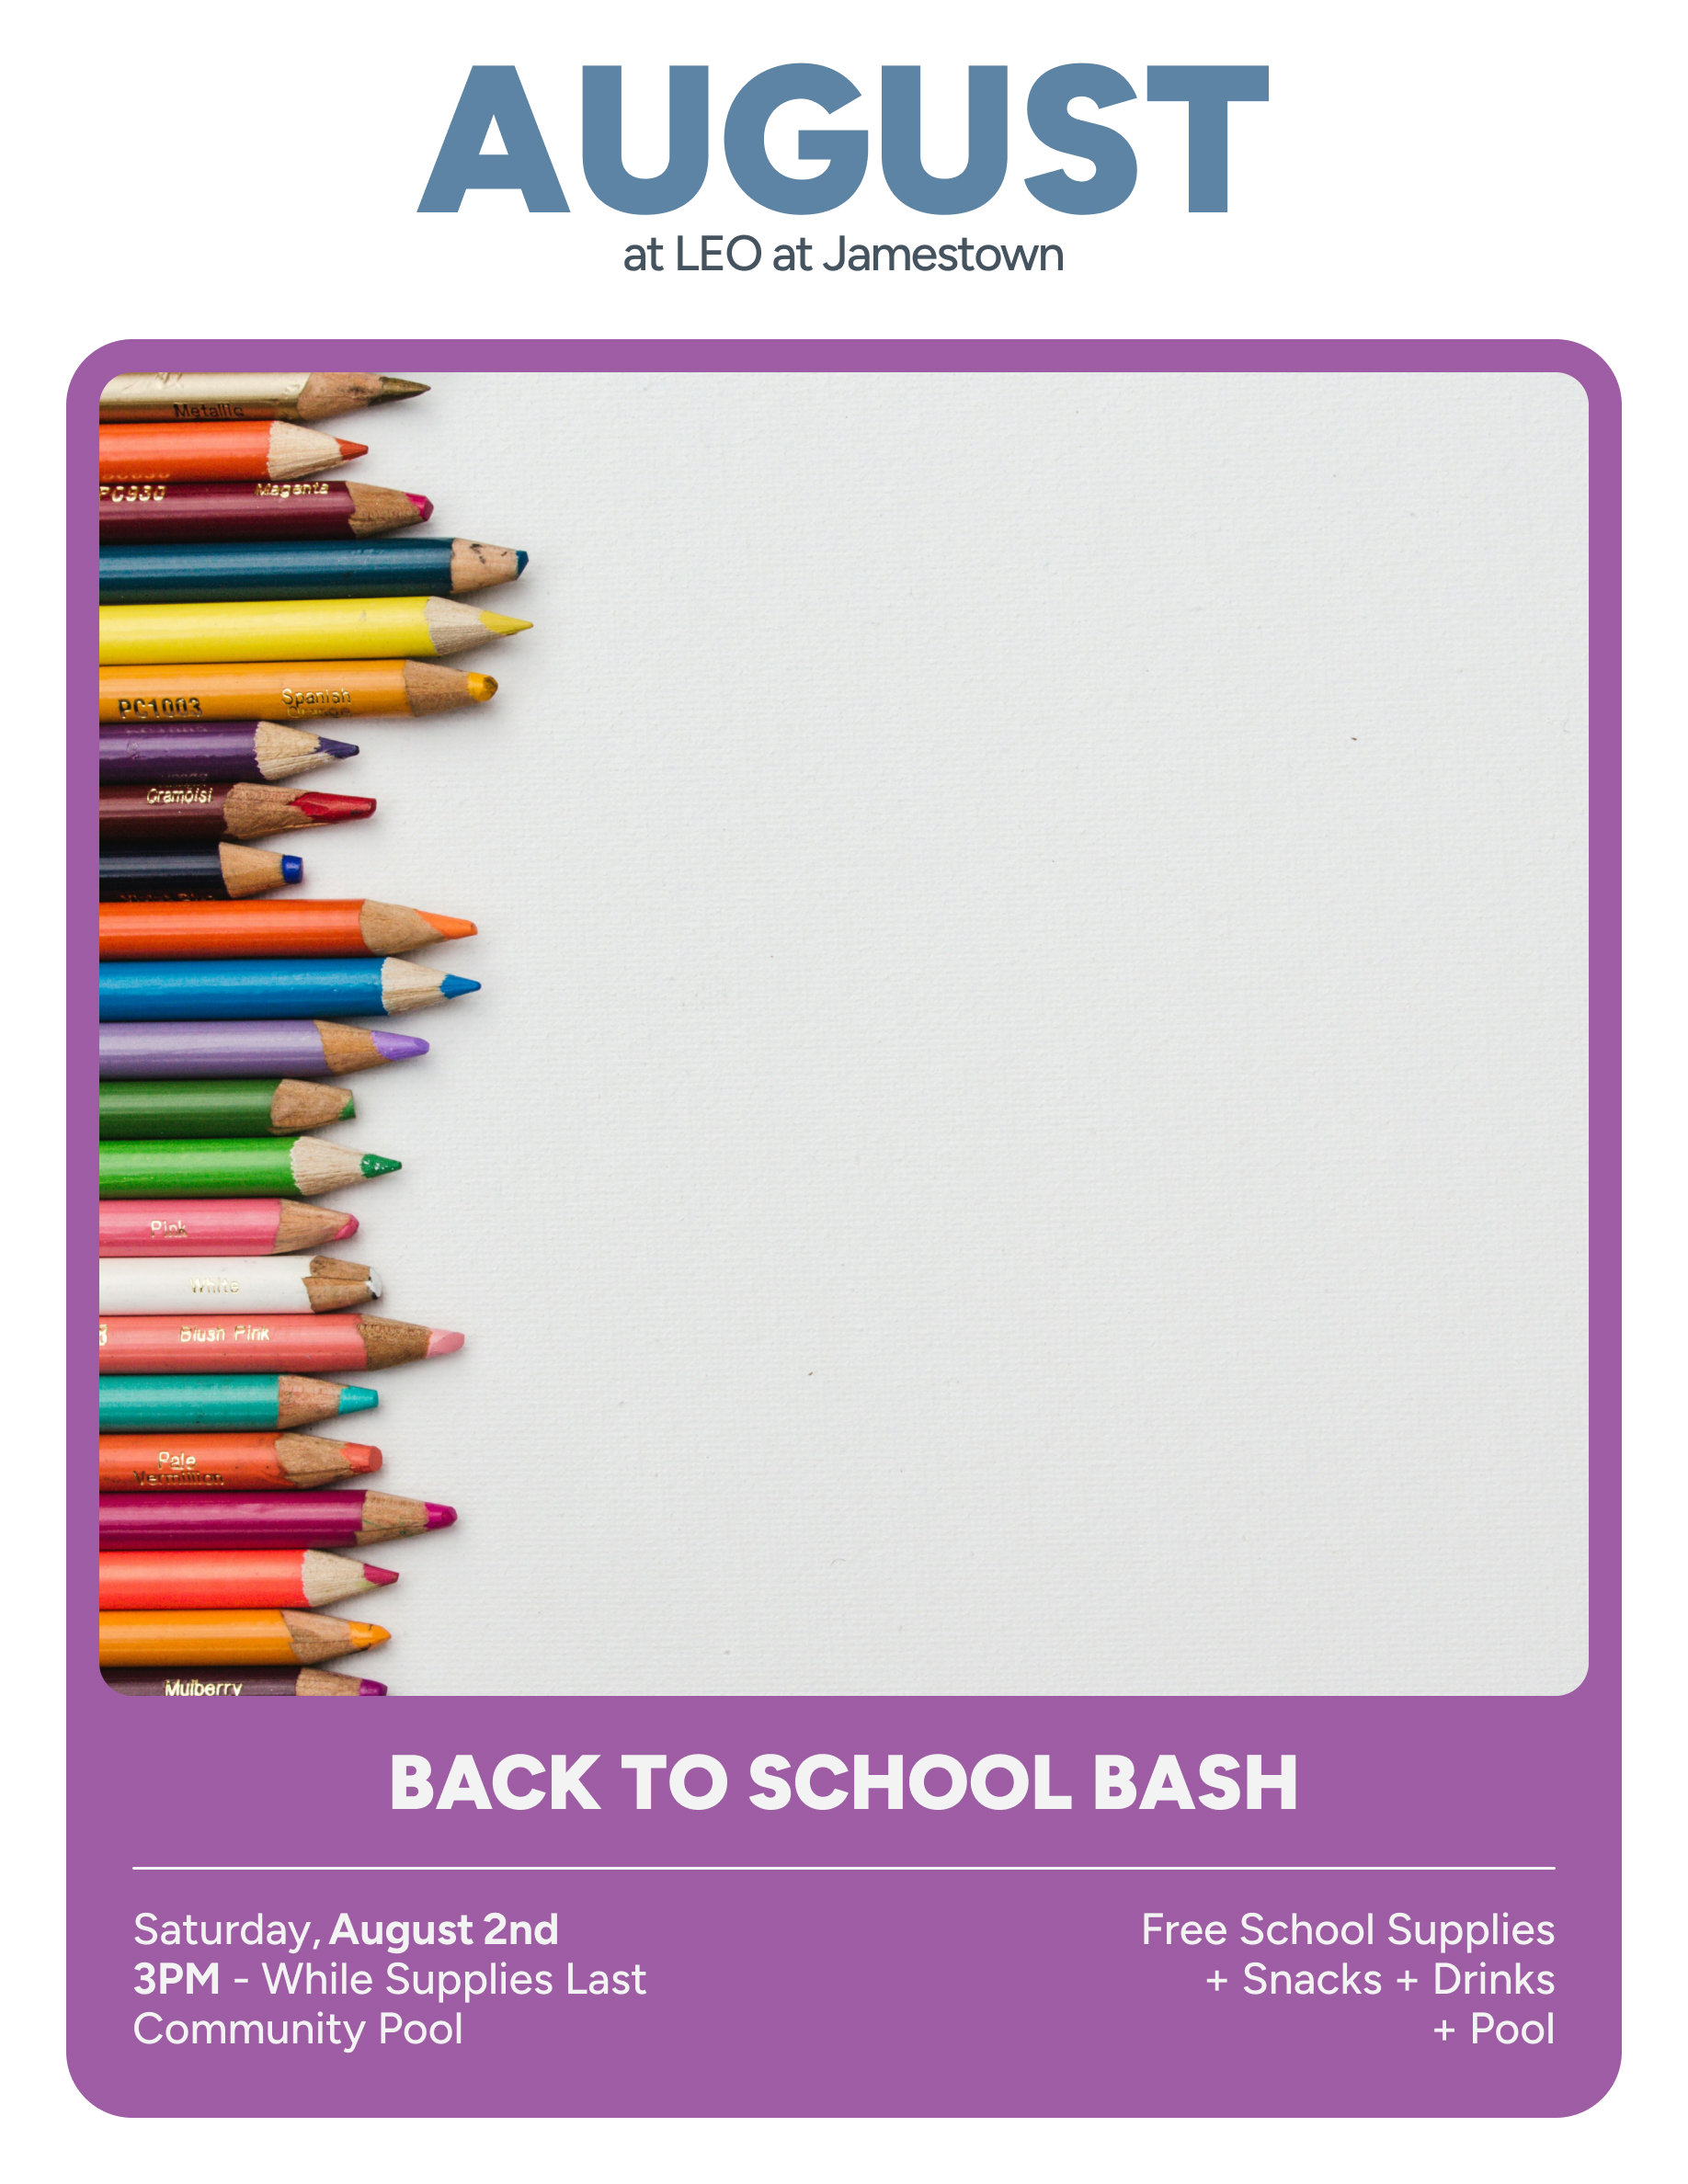 AUGUST
at LEO at Jamestown
Metallic
PC930 Magenta
PC1003 Spanish
Cramoisi
Pink
White
Blush Pink
Pale
Vermilion
Mulberry
BACK TO SCHOOL BASH
Saturday, August 2nd
3PM - While Supplies Last
Community Pool
Free School Supplies
+ Snacks + Drinks
+ Pool